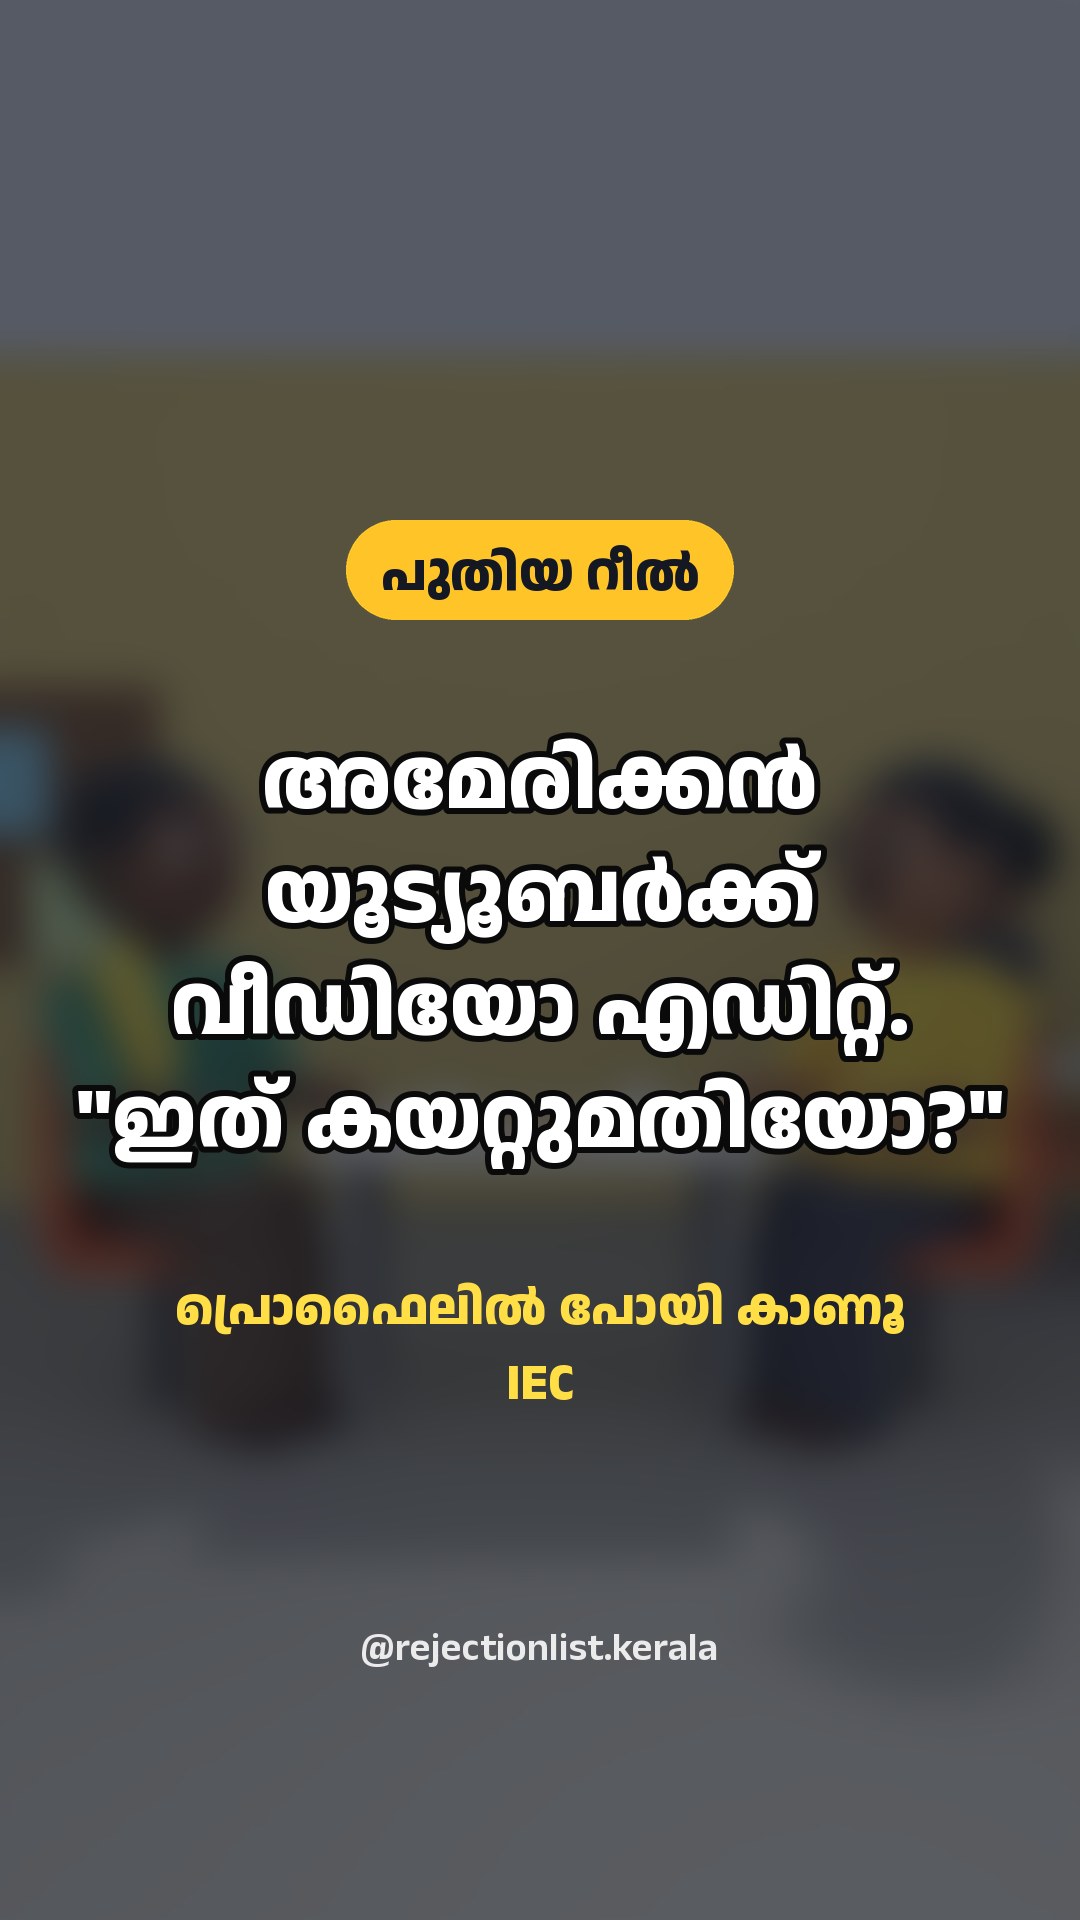 പുതിയ റീൽ
അമേരിക്കൻ
യൂട്യൂബർക്ക്
വീഡിയോ എഡിറ്റ്.
"ഇത് കയറ്റുമതിയോ?"
പ്രൊഫൈലിൽ പോയി കാണൂ
IEC
@rejectionlist.kerala